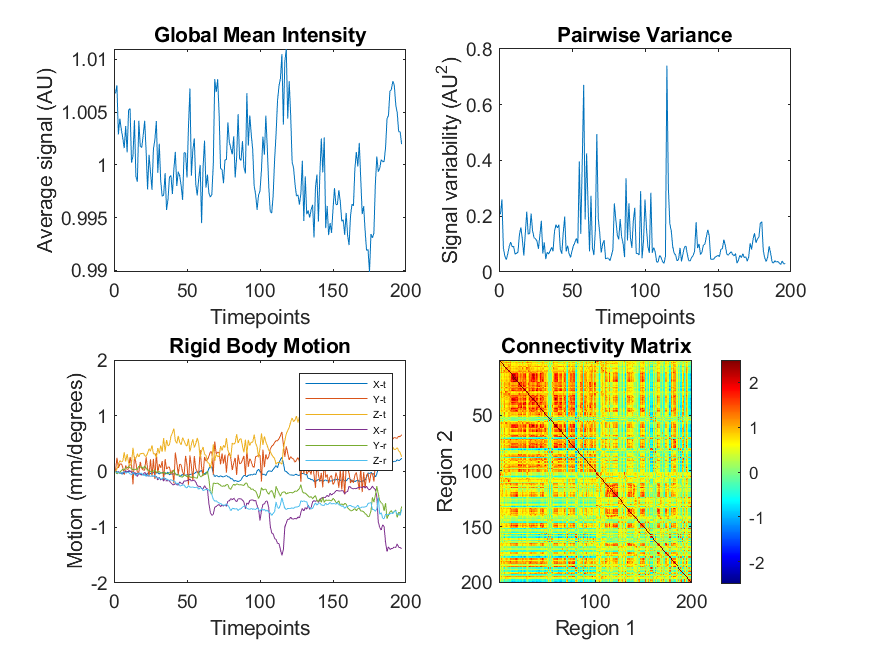 Global Mean Intensity
Average signal (AU)
1.01
1.005
1
0.995
0.99
0 50 100 150 200
Timepoints
Pairwise Variance
Signal variability (AU²)
0.8
0.6
0.4
0.2
0
0 50 100 150 200
Timepoints
Rigid Body Motion
Motion (mm/degrees)
2
1
0
-1
-2
X-t
Y-t
Z-t
X-r
Y-r
Z-r
0 50 100 150 200
Timepoints
Connectivity Matrix
Region 2
50
100
150
200
100 200
Region 1
2
1
0
-1
-2